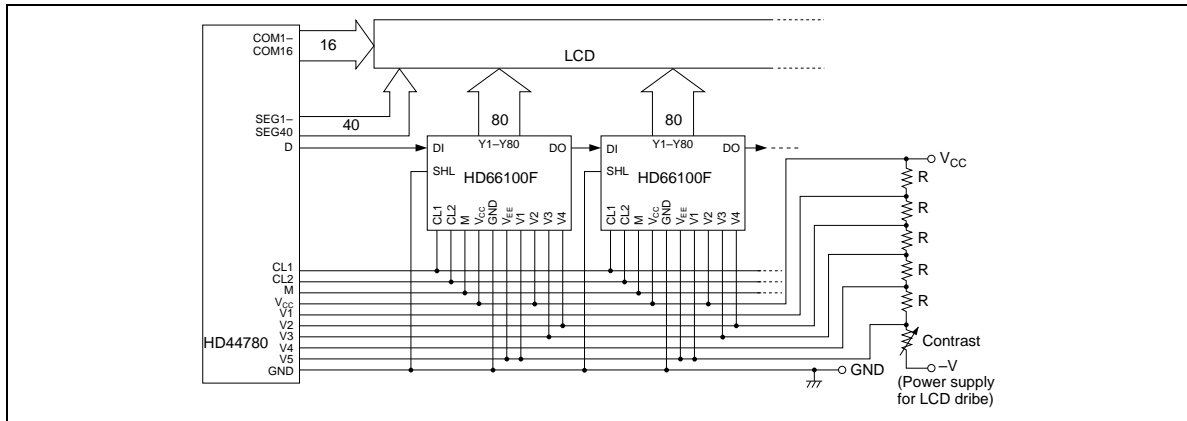 COM1–
COM16
16
LCD
SEG1–
SEG40
40
80
80
D
DI
Y1–Y80
DO
SHL
HD66100F
CL1
CL2
M
VCC
GND
VEE
V1
V2
V3
V4
DI
Y1–Y80
DO
SHL
HD66100F
CL1
CL2
M
VCC
GND
VEE
V1
V2
V3
V4
VCC
R
R
R
R
R
Contrast
–V
(Power supply
for LCD dribe)
CL1
CL2
M
VCC
V1
V2
V3
V4
V5
GND
HD44780
GND